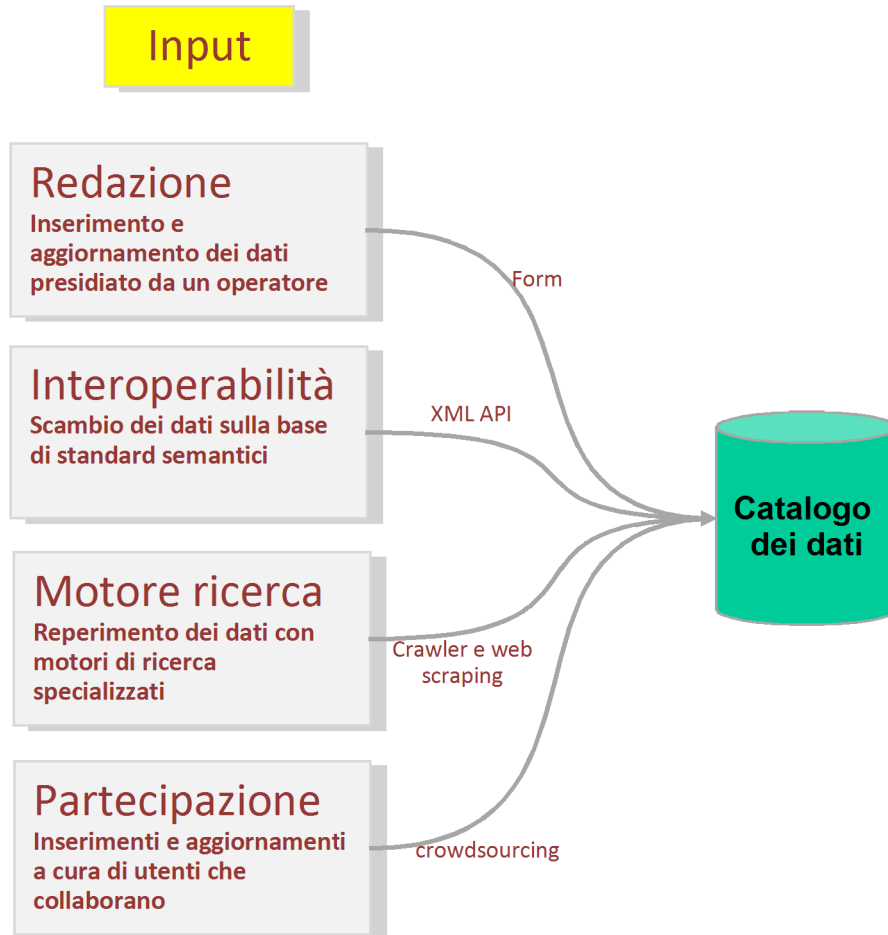 Input
Redazione
Inserimento e
aggiornamento dei dati
presidiato da un operatore
Form
Interoperabilità
Scambio dei dati sulla base
di standard semantici
XML API
Catalogo
dei dati
Motore ricerca
Reperimento dei dati con
motori di ricerca
specializzati
Crawler e web
scraping
Partecipazione
Inserimenti e aggiornamenti
a cura di utenti che
collaborano
crowdsourcing